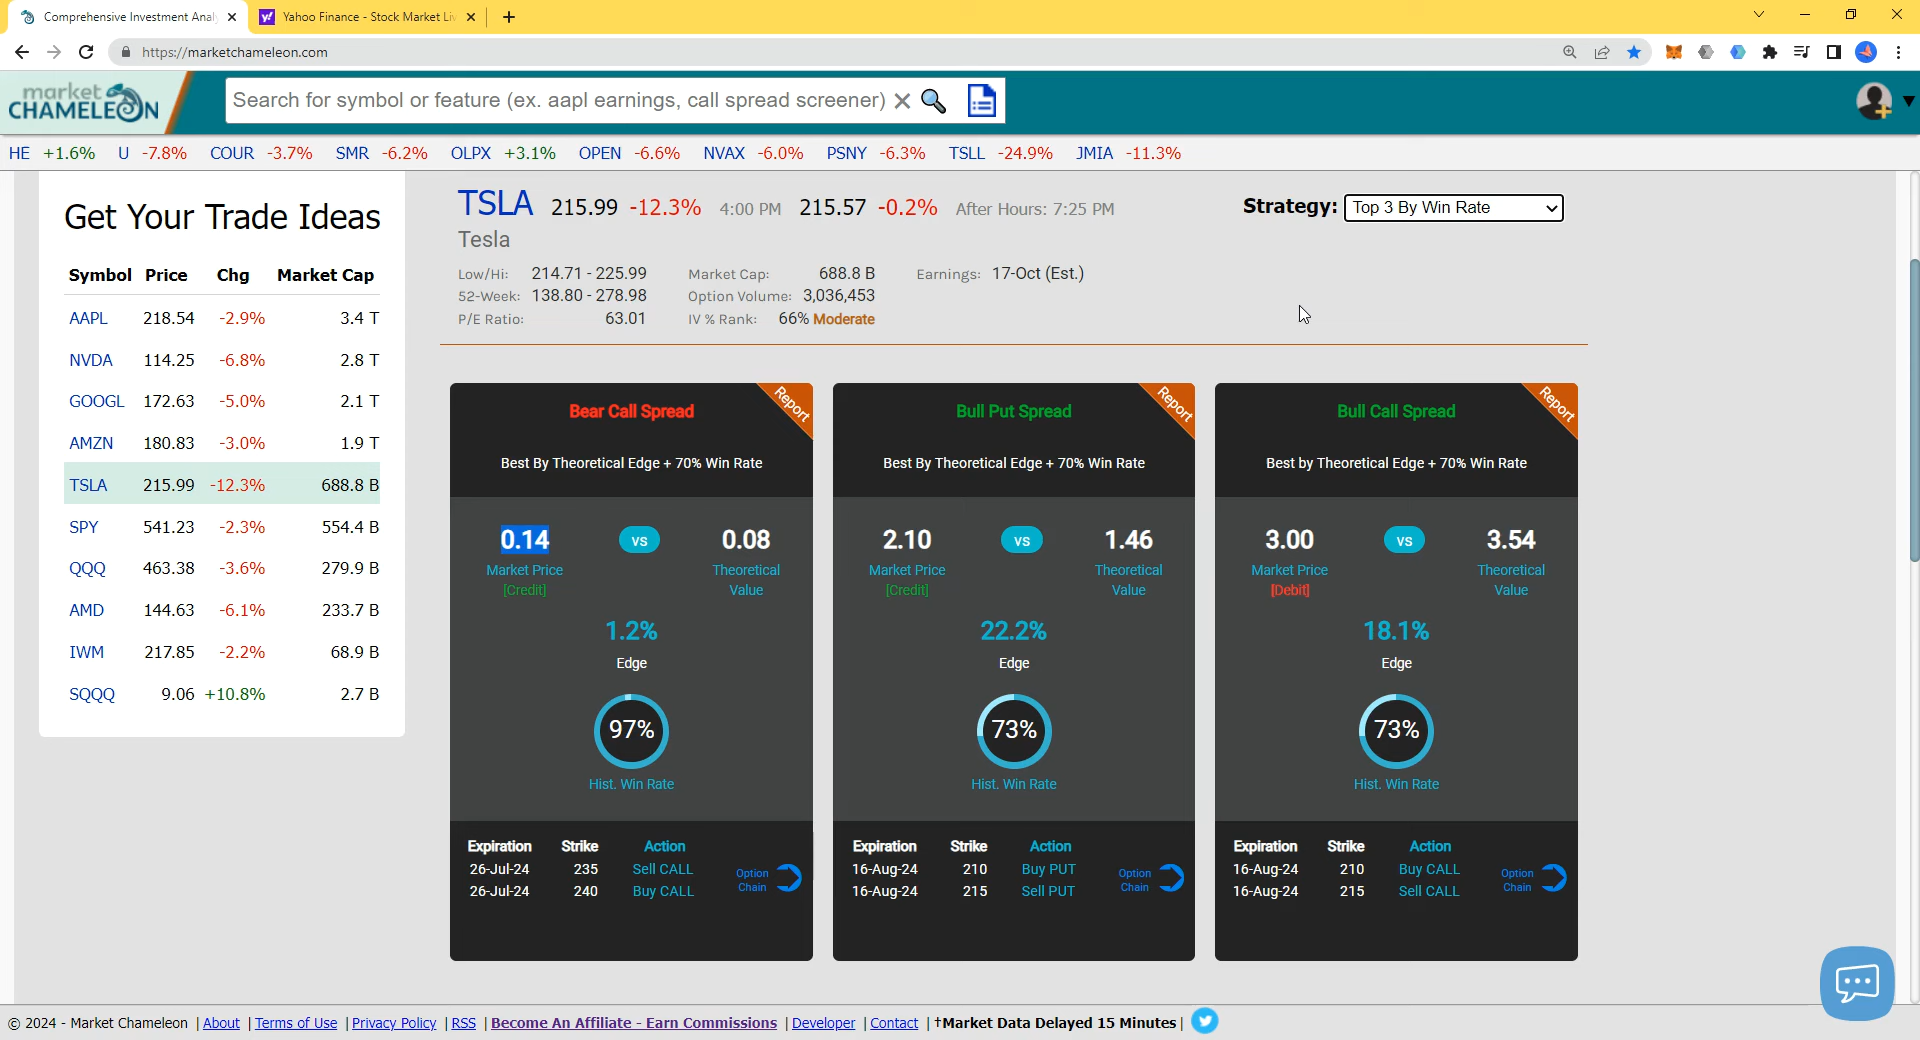 Comprehensive Investment Anal
Yahoo Finance - Stock Market Liv
https://marketchameleon.com
market
CHAMELEON
Search for symbol or feature (ex. aapl earnings, call spread screener)
HE +1.6% U -7.8% COUR -3.7% SMR -6.2% OLPX +3.1% OPEN -6.6% NVAX -6.0% PSNY -6.3% TSLL -24.9% JMIA -11.3%
Get Your Trade Ideas
Symbol Price Chg Market Cap
AAPL 218.54 -2.9% 3.4 T
NVDA 114.25 -6.8% 2.8 T
GOOGL 172.63 -5.0% 2.1 T
AMZN 180.83 -3.0% 1.9 T
TSLA 215.99 -12.3% 688.8 B
SPY 541.23 -2.3% 554.4 B
QQQ 463.38 -3.6% 279.9 B
AMD 144.63 -6.1% 233.7 B
IWM 217.85 -2.2% 68.9 B
SQQQ 9.06 +10.8% 2.7 B
TSLA 215.99 -12.3% 4:00 PM 215.57 -0.2% After Hours: 7:25 PM
Strategy: Top 3 By Win Rate
Tesla
Low/Hi: 214.71 - 225.99 Market Cap: 688.8 B Earnings: 17-Oct (Est.)
52-Week: 138.80 - 278.98 Option Volume: 3,036,453
P/E Ratio: 63.01 IV % Rank: 66% Moderate
Bear Call Spread
Report
Best By Theoretical Edge + 70% Win Rate
0.14 vs 0.08
Market Price Theoretical
[Credit] Value
1.2%
Edge
97%
Hist. Win Rate
Expiration Strike Action
26-Jul-24 235 Sell CALL
26-Jul-24 240 Buy CALL
Option
Chain
Bull Put Spread
Report
Best By Theoretical Edge + 70% Win Rate
2.10 vs 1.46
Market Price Theoretical
[Credit] Value
22.2%
Edge
73%
Hist. Win Rate
Expiration Strike Action
16-Aug-24 210 Buy PUT
16-Aug-24 215 Sell PUT
Option
Chain
Bull Call Spread
Report
Best by Theoretical Edge + 70% Win Rate
3.00 vs 3.54
Market Price Theoretical
[Debit] Value
18.1%
Edge
73%
Hist. Win Rate
Expiration Strike Action
16-Aug-24 210 Buy CALL
16-Aug-24 215 Sell CALL
Option
Chain
© 2024 - Market Chameleon | About | Terms of Use | Privacy Policy | RSS | Become An Affiliate - Earn Commissions | Developer | Contact | †Market Data Delayed 15 Minutes |